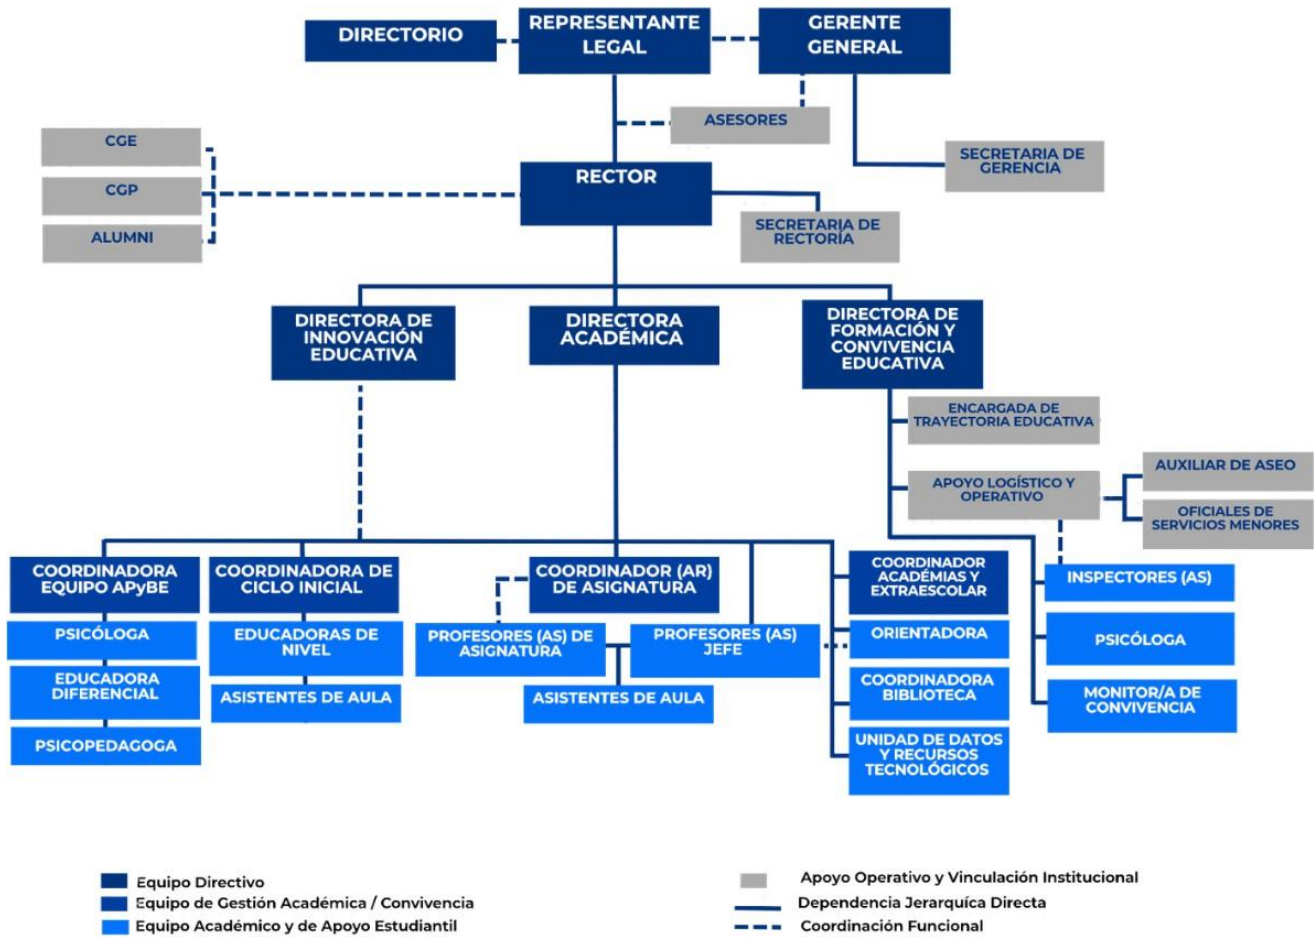 DIRECTORIO
REPRESENTANTE
LEGAL
GERENTE
GENERAL
ASESORES
CGE
CGP
ALUMNI
RECTOR
SECRETARIA DE
GERENCIA
SECRETARIA DE
RECTORÍA
DIRECTORA DE
INNOVACIÓN
EDUCATIVA
DIRECTORA
ACADÉMICA
DIRECTORA DE
FORMACIÓN Y
CONVIVENCIA
EDUCATIVA
ENCARGADA DE
TRAYECTORIA EDUCATIVA
APOYO LOGÍSTICO Y
OPERATIVO
AUXILIAR DE ASEO
OFICIALES DE
SERVICIOS MENORES
COORDINADORA
EQUIPO APyBE
PSICÓLOGA
EDUCADORA
DIFERENCIAL
PSICOPEDAGOGA
COORDINADORA DE
CICLO INICIAL
EDUCADORAS DE
NIVEL
ASISTENTES DE AULA
COORDINADOR (AR)
DE ASIGNATURA
PROFESORES (AS) DE
ASIGNATURA
PROFESORES (AS)
JEFE
ASISTENTES DE AULA
COORDINADOR
ACADÉMIAS Y
EXTRAESCOLAR
ORIENTADORA
COORDINADORA
BIBLIOTECA
UNIDAD DE DATOS
Y RECURSOS
TECNOLÓGICOS
INSPECTORES (AS)
PSICÓLOGA
MONITOR/A DE
CONVIVENCIA
Equipo Directivo
Equipo de Gestión Académica / Convivencia
Equipo Académico y de Apoyo Estudiantil
Apoyo Operativo y Vinculación Institucional
Dependencia Jerarquíca Directa
Coordinación Funcional